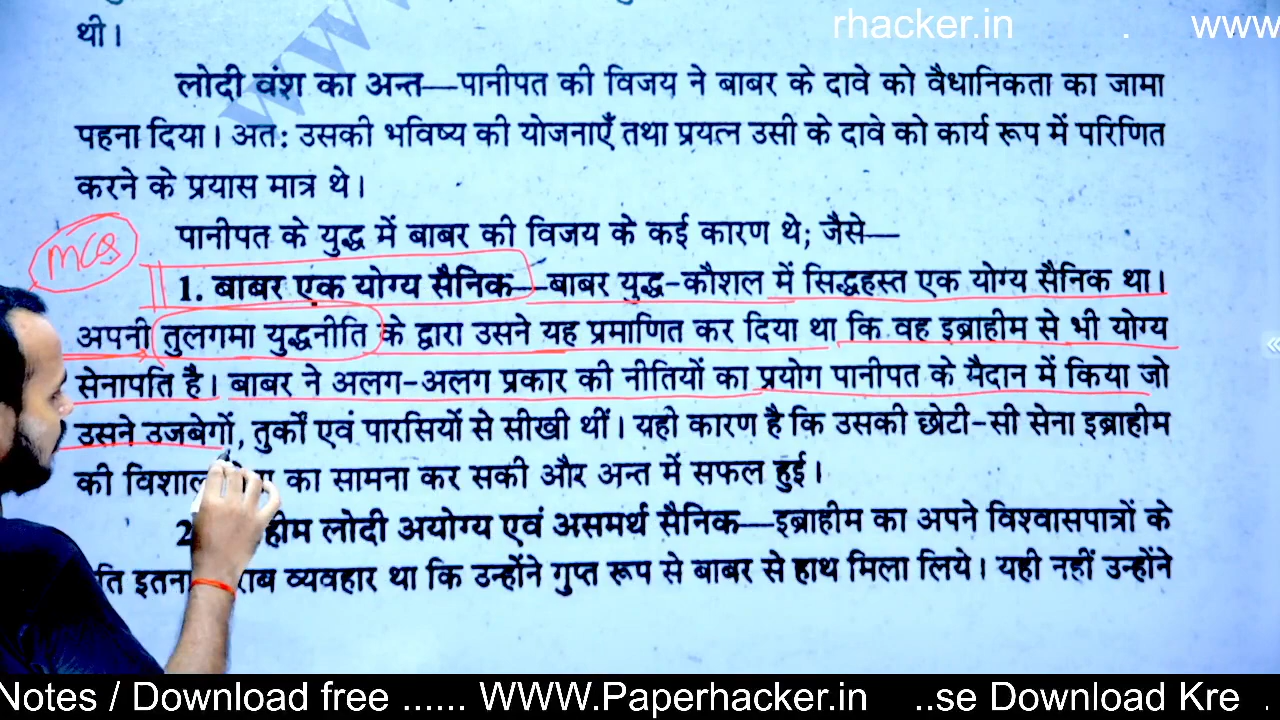 rhacker.in . www
थी।
लोदी वंश का अन्त—पानीपत की विजय ने बाबर के दावे को वैधानिकता का जामा
पहना दिया। अत: उसकी भविष्य की योजनाएँ तथा प्रयत्न उसी के दावे को कार्य रूप में परिणित
करने के प्रयास मात्र थे।
पानीपत के युद्ध में बाबर की विजय के कई कारण थे; जैसे—
MCQ
1. बाबर एक योग्य सैनिक—बाबर युद्ध-कौशल में सिद्धहस्त एक योग्य सैनिक था।
अपनी तुलगमा युद्धनीति के द्वारा उसने यह प्रमाणित कर दिया था कि वह इब्राहीम से भी योग्य
सेनापति है। बाबर ने अलग-अलग प्रकार की नीतियों का प्रयोग पानीपत के मैदान में किया जो
उसने उजबेगों, तुर्कों एवं पारसियों से सीखी थीं। यही कारण है कि उसकी छोटी-सी सेना इब्राहीम
की विशाल का सामना कर सकी और अन्त में सफल हुई।
2 हीम लोदी अयोग्य एवं असमर्थ सैनिक—इब्राहीम का अपने विश्वासपात्रों के
ति इतना राब व्यवहार था कि उन्होंने गुप्त रूप से बाबर से हाथ मिला लिये। यही नहीं उन्होंने
Notes / Download free ...... WWW.Paperhacker.in ..se Download Kre .